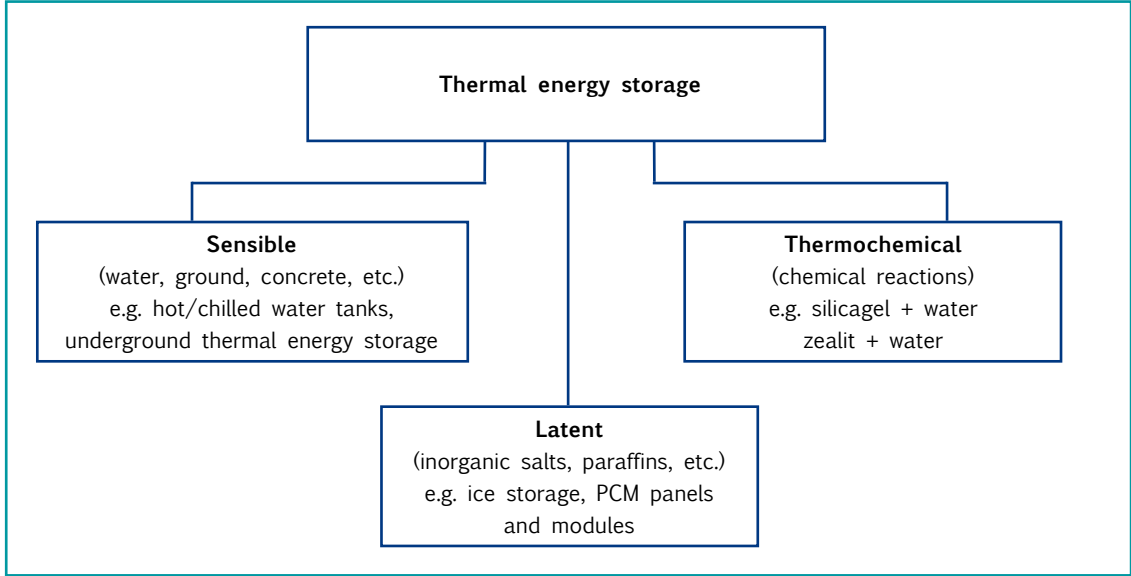 Thermal energy storage
Sensible
(water, ground, concrete, etc.)
e.g. hot/chilled water tanks,
underground thermal energy storage
Thermochemical
(chemical reactions)
e.g. silicagel + water
zealit + water
Latent
(inorganic salts, paraffins, etc.)
e.g. ice storage, PCM panels
and modules